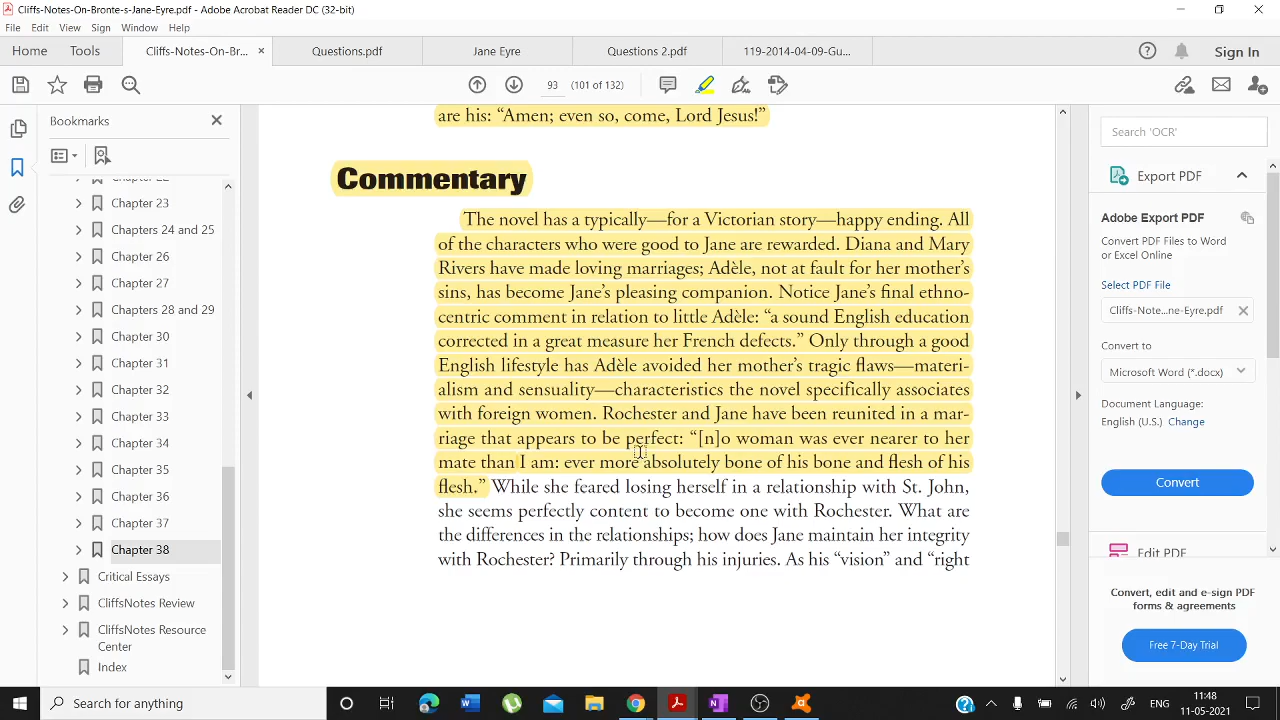 Cliffs-Notes-On-Bronte-s-Jane-Eyre.pdf - Adobe Acrobat Reader DC (32-bit)
File Edit View Sign Window Help
Home Tools Cliffs-Notes-On-Br... × Questions.pdf Jane Eyre Questions 2.pdf 119-2014-04-09-Gu... Sign In
93 (101 of 132)
Bookmarks
Chapter 22
Chapter 23
Chapters 24 and 25
Chapter 26
Chapter 27
Chapters 28 and 29
Chapter 30
Chapter 31
Chapter 32
Chapter 33
Chapter 34
Chapter 35
Chapter 36
Chapter 37
Chapter 38
Critical Essays
CliffsNotes Review
CliffsNotes Resource
Center
Index
are his: “Amen; even so, come, Lord Jesus!”
Commentary
The novel has a typically—for a Victorian story—happy ending. All
of the characters who were good to Jane are rewarded. Diana and Mary
Rivers have made loving marriages; Adèle, not at fault for her mother’s
sins, has become Jane’s pleasing companion. Notice Jane’s final ethno-
centric comment in relation to little Adèle: “a sound English education
corrected in a great measure her French defects.” Only through a good
English lifestyle has Adèle avoided her mother’s tragic flaws—materi-
alism and sensuality—characteristics the novel specifically associates
with foreign women. Rochester and Jane have been reunited in a mar-
riage that appears to be perfect: “[n]o woman was ever nearer to her
mate than I am: ever more absolutely bone of his bone and flesh of his
flesh.” While she feared losing herself in a relationship with St. John,
she seems perfectly content to become one with Rochester. What are
the differences in the relationships; how does Jane maintain her integrity
with Rochester? Primarily through his injuries. As his “vision” and “right
Search 'OCR'
Export PDF
Adobe Export PDF
Convert PDF Files to Word
or Excel Online
Select PDF File
Cliffs-Note...ne-Eyre.pdf
Convert to
Microsoft Word (*.docx)
Document Language:
English (U.S.) Change
Convert
Edit PDF
Convert, edit and e-sign PDF
forms & agreements
Free 7-Day Trial
Type here to search
ENG
11:48
11-05-2021